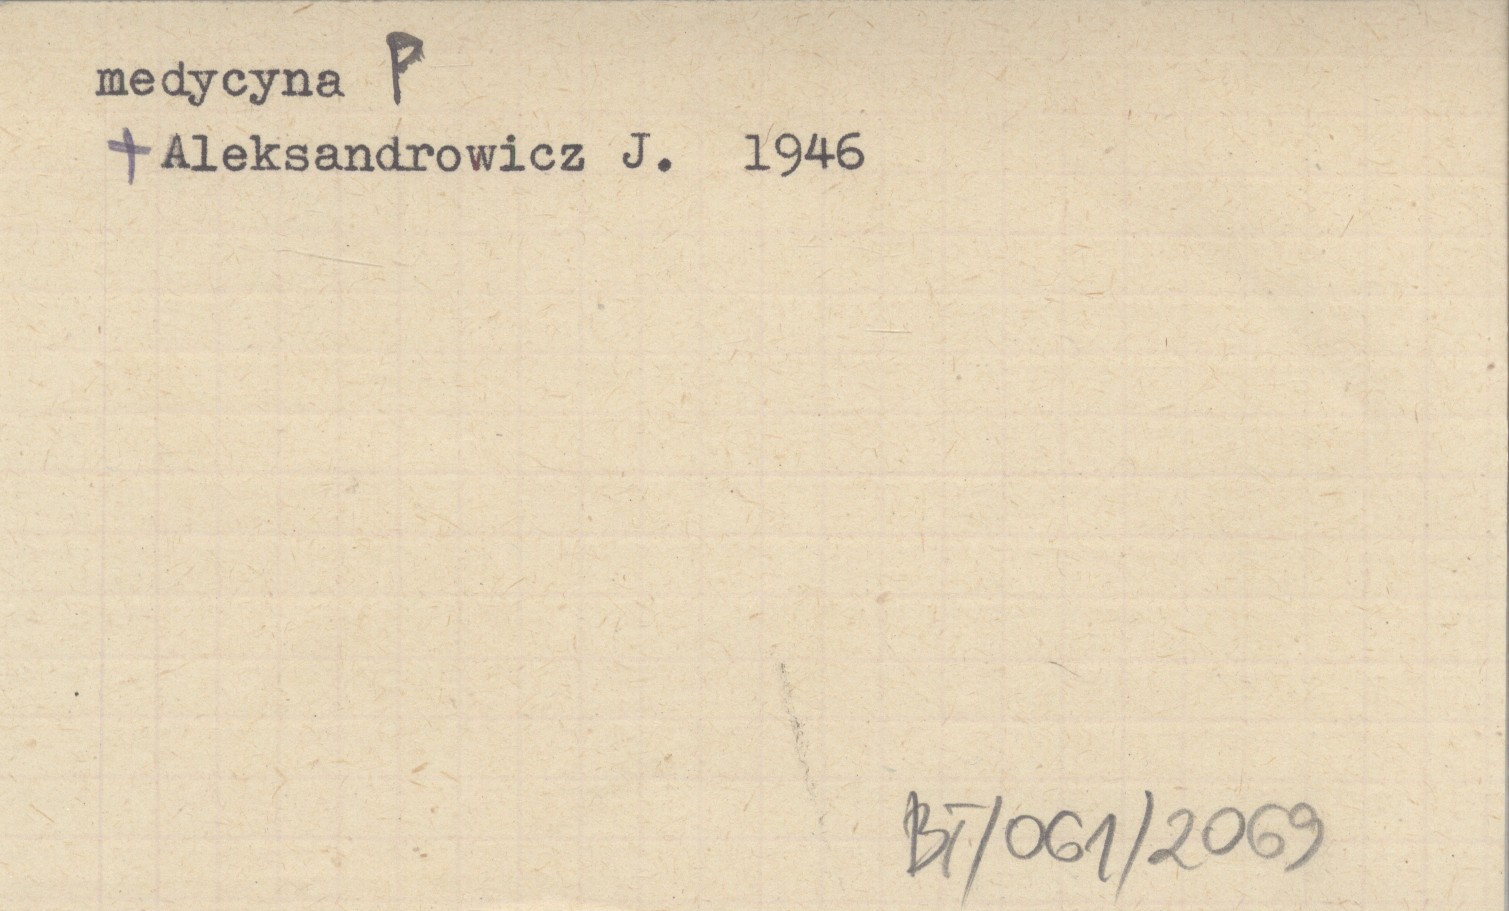 medycyna P
+ Aleksandrowicz J. 1946
BT/061/2069